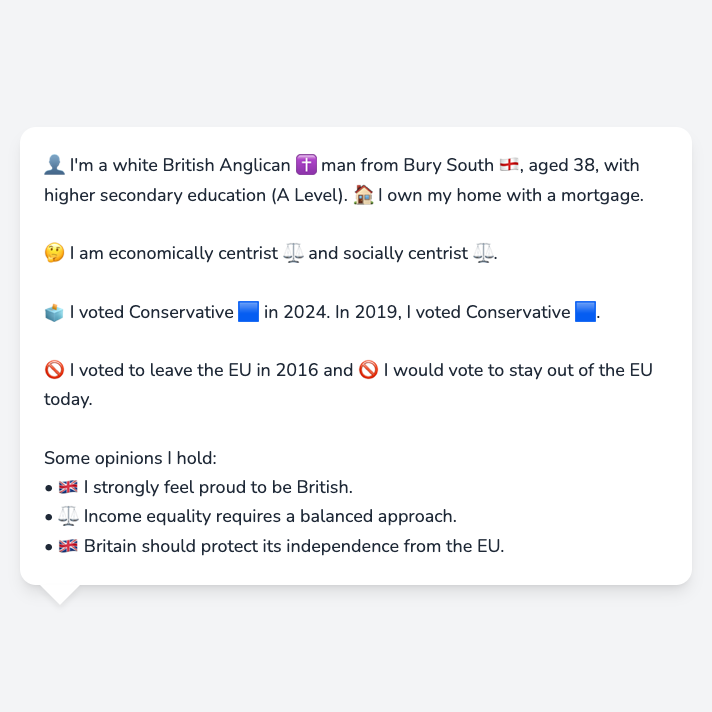 👤 I'm a white British Anglican ✝️ man from Bury South 🏴󠁧󠁢󠁥󠁮󠁧󠁿, aged 38, with
higher secondary education (A Level). 🏠 I own my home with a mortgage.
🤔 I am economically centrist ⚖️ and socially centrist ⚖️.
🗳️ I voted Conservative 🟦 in 2024. In 2019, I voted Conservative 🟦.
🚫 I voted to leave the EU in 2016 and 🚫 I would vote to stay out of the EU
today.
Some opinions I hold:
• 🇬🇧 I strongly feel proud to be British.
• ⚖️ Income equality requires a balanced approach.
• 🇬🇧 Britain should protect its independence from the EU.